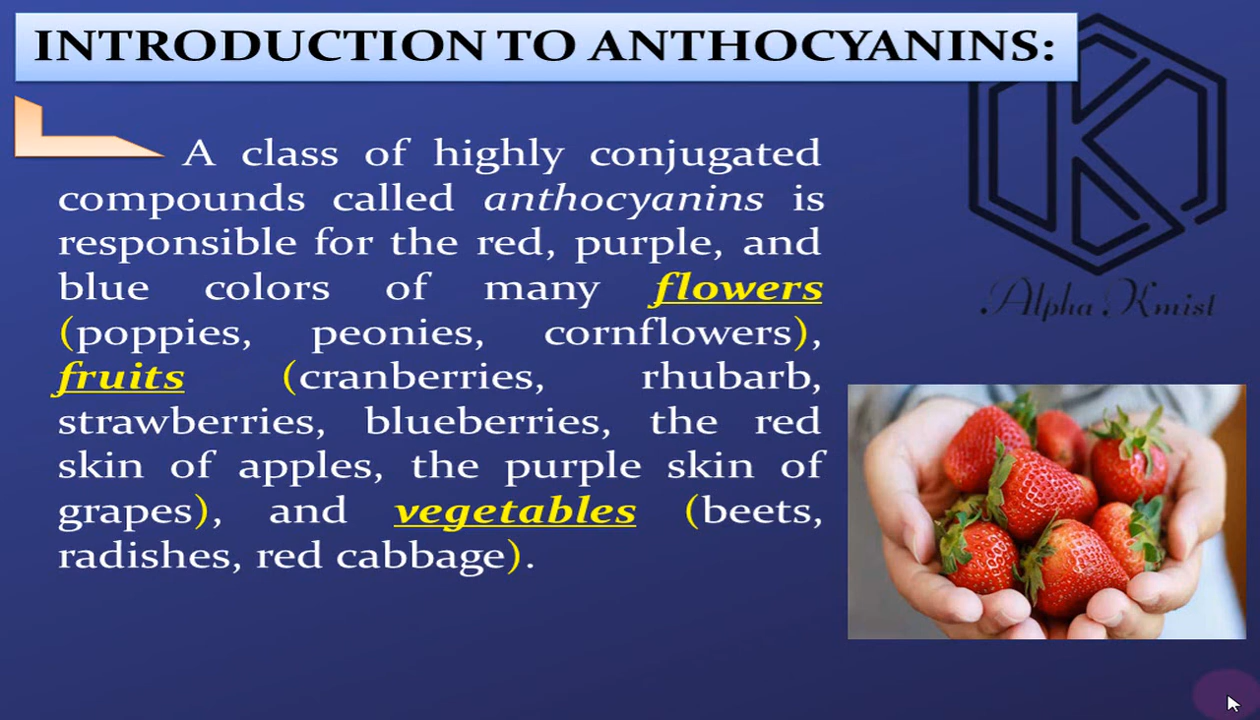 INTRODUCTION TO ANTHOCYANINS:
A class of highly conjugated
compounds called anthocyanins is
responsible for the red, purple, and
blue colors of many flowers
(poppies, peonies, cornflowers),
fruits (cranberries, rhubarb,
strawberries, blueberries, the red
skin of apples, the purple skin of
grapes), and vegetables (beets,
radishes, red cabbage).
Alpha Kmist